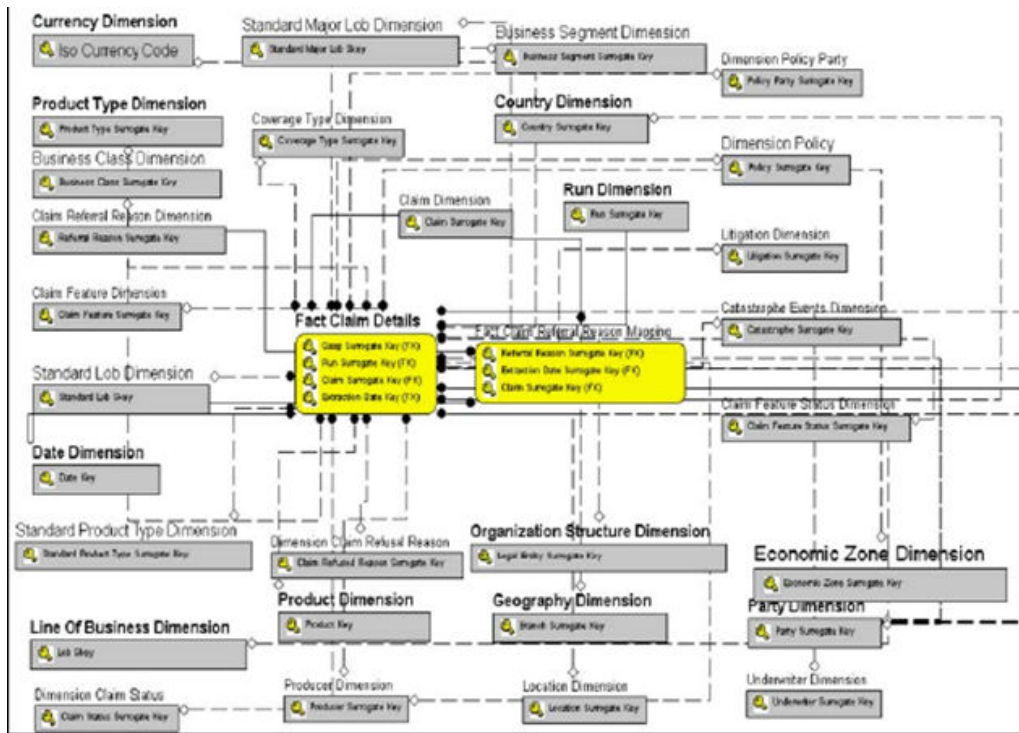 Currency Dimension
Iso Currency Code
Standard Major Lob Dimension
Standard Major Lob Skey
Business Segment Dimension
Business Segment Surrogate Key
Dimension Policy Party
Policy Party Surrogate Key
Product Type Dimension
Product Type Surrogate Key
Coverage Type Dimension
Coverage Type Surrogate Key
Country Dimension
Country Surrogate Key
Dimension Policy
Policy Surrogate Key
Business Class Dimension
Business Class Surrogate Key
Claim Dimension
Claim Surrogate Key
Run Dimension
Run Surrogate Key
Claim Referral Reason Dimension
Referral Reason Surrogate Key
Litigation Dimension
Litigation Surrogate Key
Claim Feature Dimension
Claim Feature Surrogate Key
Fact Claim Details
Gaap Surrogate Key (FK)
Run Surrogate Key (FK)
Claim Surrogate Key (FK)
Extraction Date Key (FK)
Fact Claim Referral Reason Mapping
Referral Reason Surrogate Key (FK)
Extraction Date Surrogate Key (FK)
Claim Surrogate Key (FK)
Catastrophe Events Dimension
Catastrophe Surrogate Key
Standard Lob Dimension
Standard Lob Skey
Claim Feature Status Dimension
Claim Feature Status Surrogate Key
Date Dimension
Date Key
Standard Product Type Dimension
Standard Product Type Surrogate Key
Dimension Claim Refusal Reason
Claim Refused Reason Surrogate Key
Organization Structure Dimension
Legal Entity Surrogate Key
Economic Zone Dimension
Economic Zone Surrogate Key
Product Dimension
Product Key
Geography Dimension
Branch Surrogate Key
Party Dimension
Party Surrogate Key
Line Of Business Dimension
Lob Skey
Dimension Claim Status
Claim Status Surrogate Key
Producer Dimension
Producer Surrogate Key
Location Dimension
Location Surrogate Key
Underwriter Dimension
Underwriter Surrogate Key